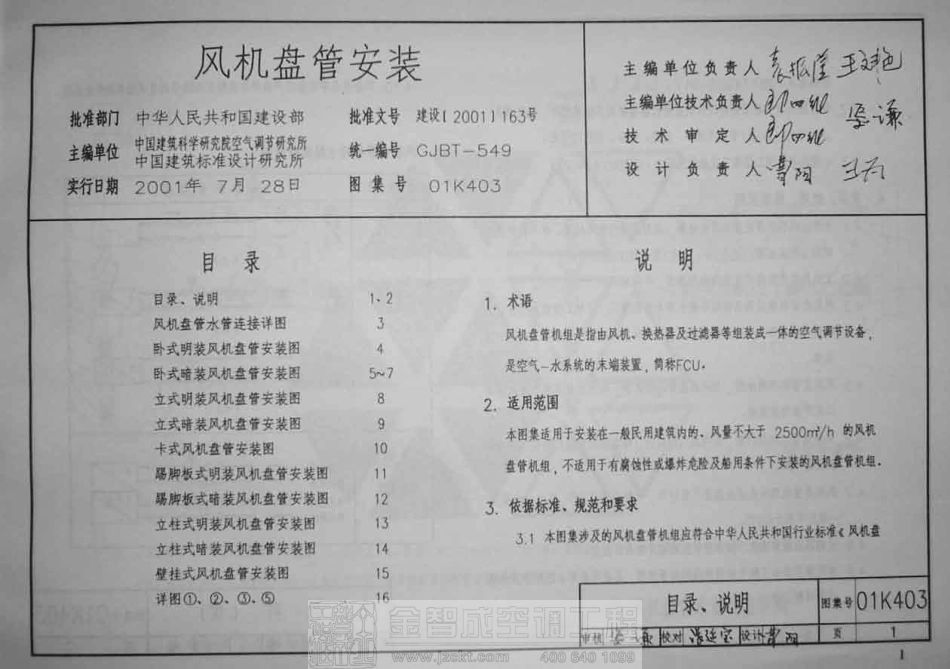 风机盘管安装
批准部门 中华人民共和国建设部 批准文号 建设[2001]163号
主编单位 中国建筑科学研究院空气调节研究所
中国建筑标准设计研究所 统一编号 GJBT-549
实行日期 2001年 7月 28日 图集号 01K403
主编单位负责人
主编单位技术负责人
技术审定人
设计负责人
目录
目录、说明 1、2
风机盘管水管连接详图 3
卧式明装风机盘管安装图 4
卧式暗装风机盘管安装图 5~7
立式明装风机盘管安装图 8
立式暗装风机盘管安装图 9
卡式风机盘管安装图 10
踢脚板式明装风机盘管安装图 11
踢脚板式暗装风机盘管安装图 12
立柱式明装风机盘管安装图 13
立柱式暗装风机盘管安装图 14
壁挂式风机盘管安装图 15
详图①、②、③、⑤ 16
说明
1. 术语
风机盘管机组是指由风机、换热器及过滤器等组装成一体的空气调节设备,
是空气-水系统的末端装置,简称FCU。
2. 适用范围
本图集适用于安装在一般民用建筑内的、风量不大于 2500m³/h 的风机
盘管机组,不适用于有腐蚀性或爆炸危险及船用条件下安装的风机盘管机组。
3. 依据标准、规范和要求
3.1 本图集涉及的风机盘管机组应符合中华人民共和国行业标准《风机盘
目录、说明 图集号 01K403
审核 校对 设计 页 1
1
金智成空调工程
www.jzckt.com 400 640 1089